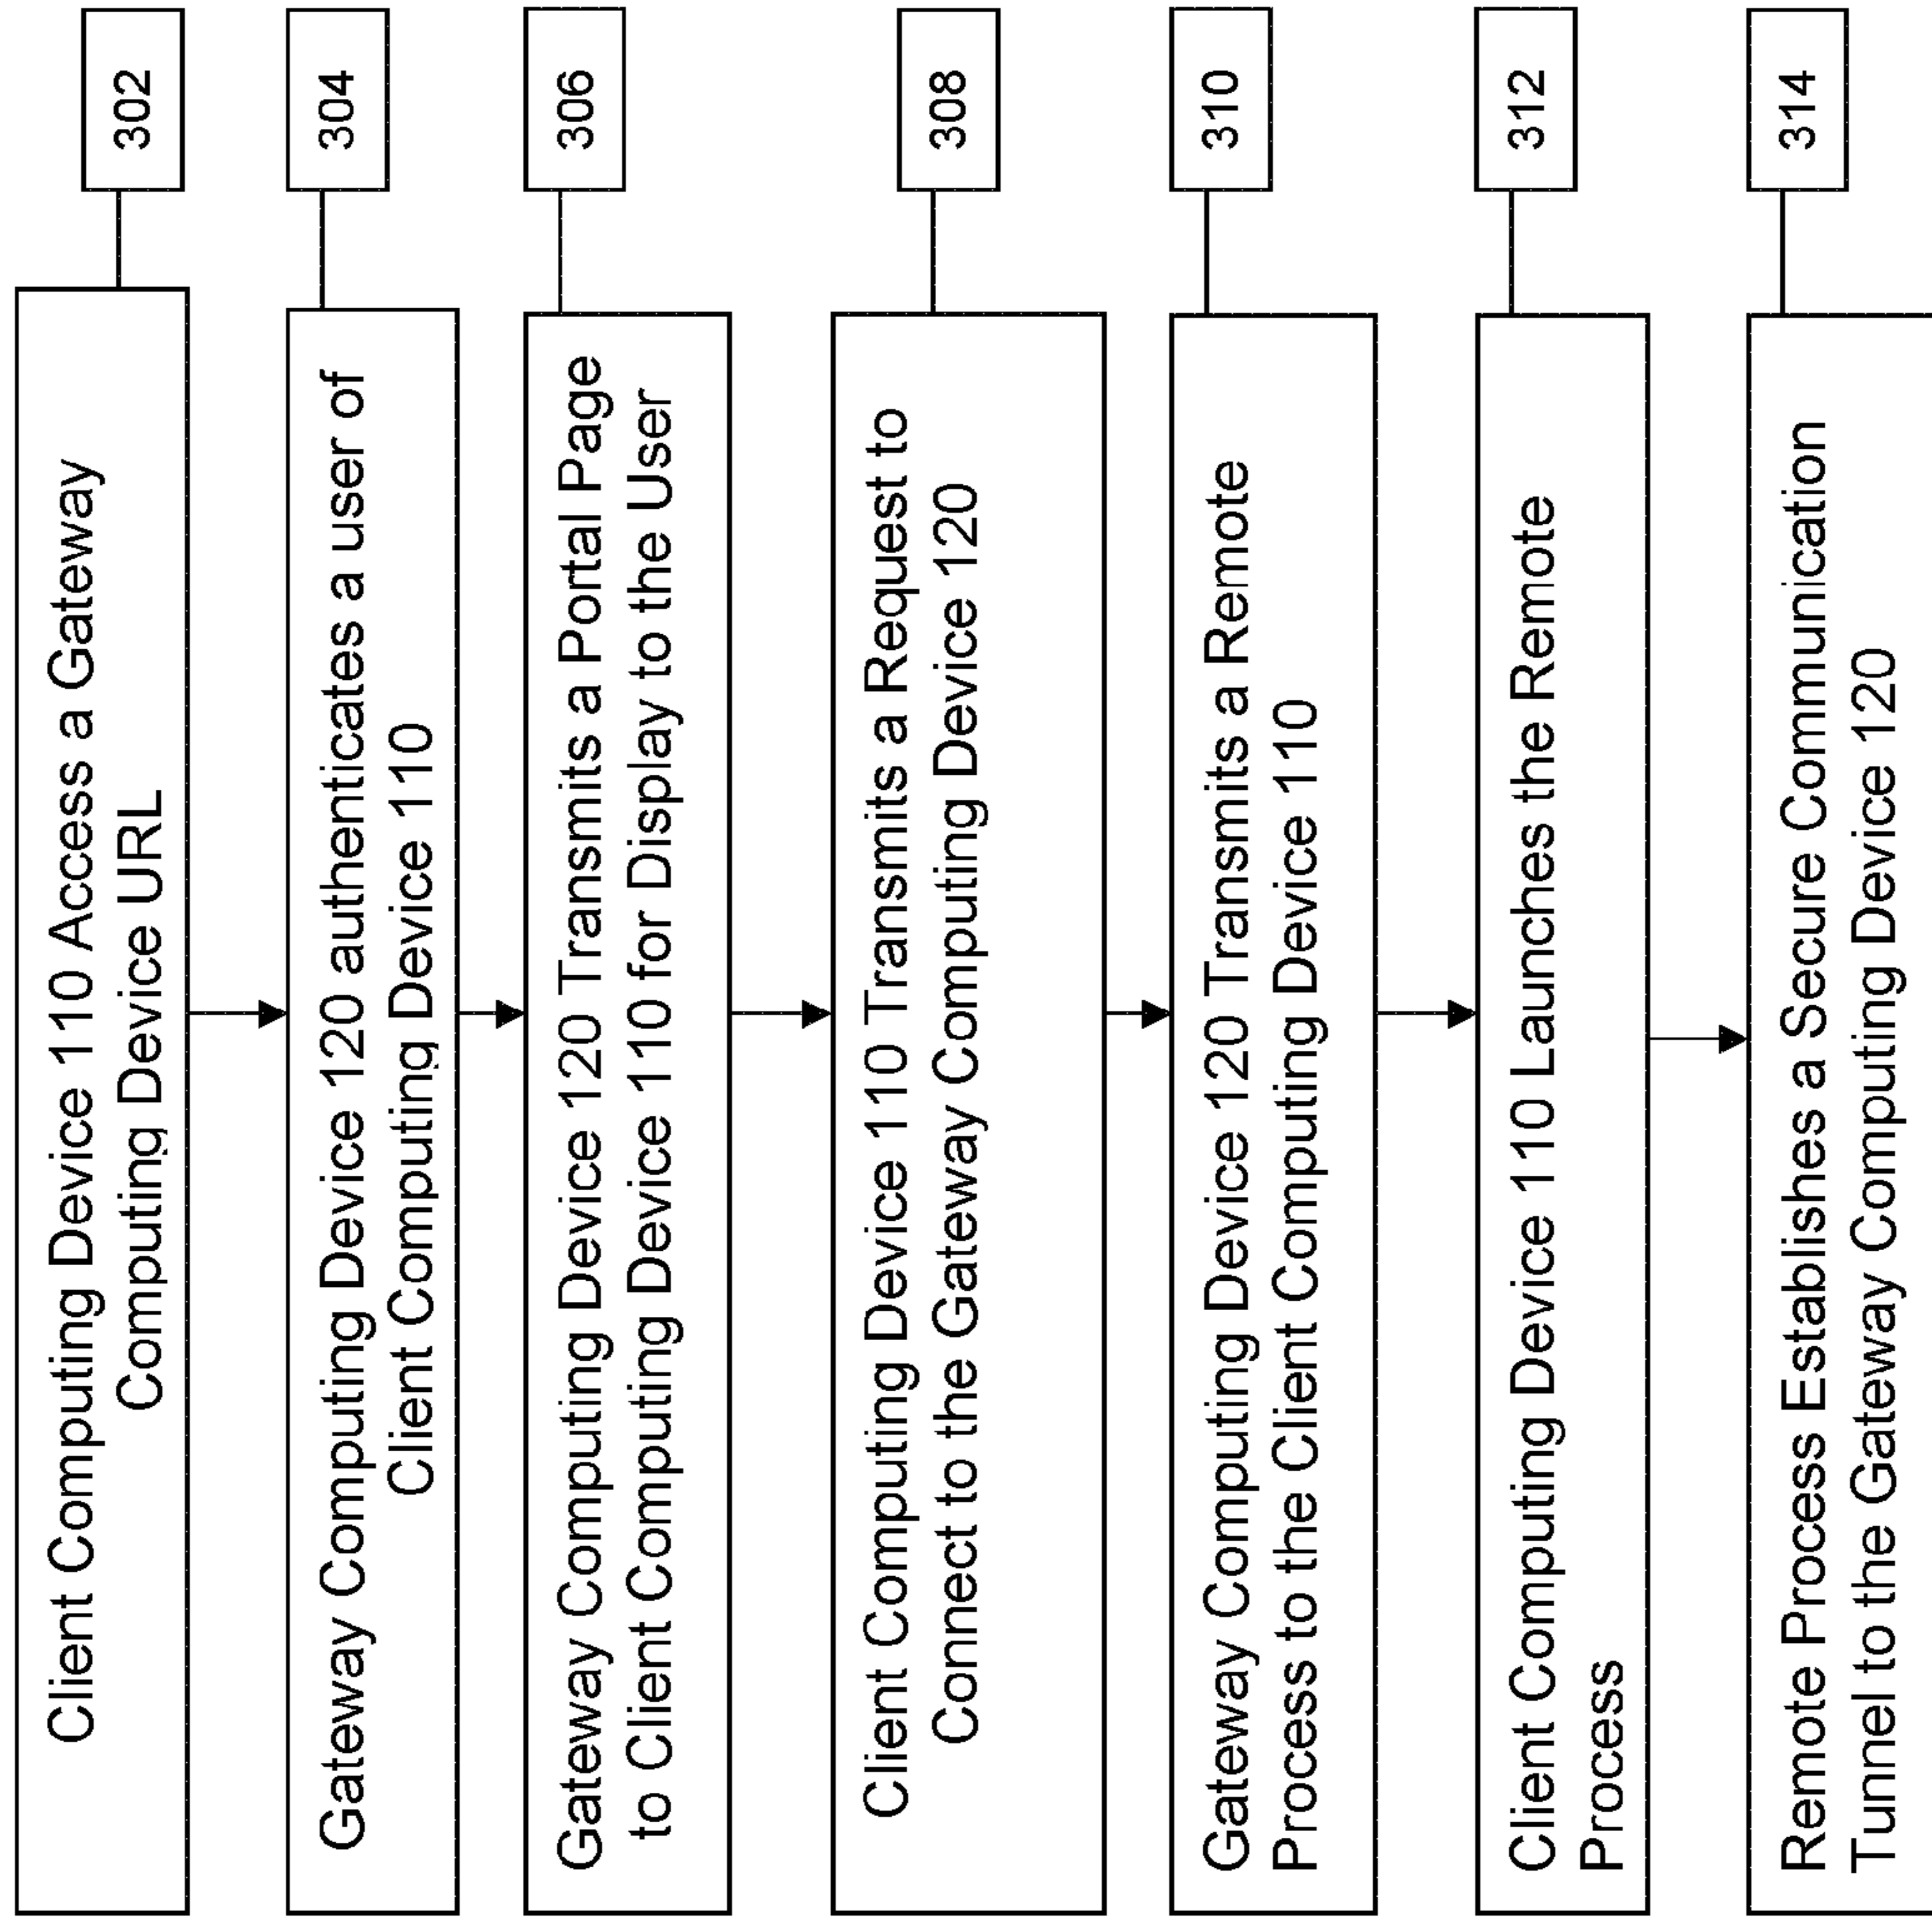 Client Computing Device 110 Access a Gateway
Computing Device URL
302
Gateway Computing Device 120 authenticates a user of
Client Computing Device 110
304
Gateway Computing Device 120 Transmits a Portal Page
to Client Computing Device 110 for Display to the User
306
Client Computing Device 110 Transmits a Request to
Connect to the Gateway Computing Device 120
308
Gateway Computing Device 120 Transmits a Remote
Process to the Client Computing Device 110
310
Client Computing Device 110 Launches the Remote
Process
312
Remote Process Establishes a Secure Communication
Tunnel to the Gateway Computing Device 120
314